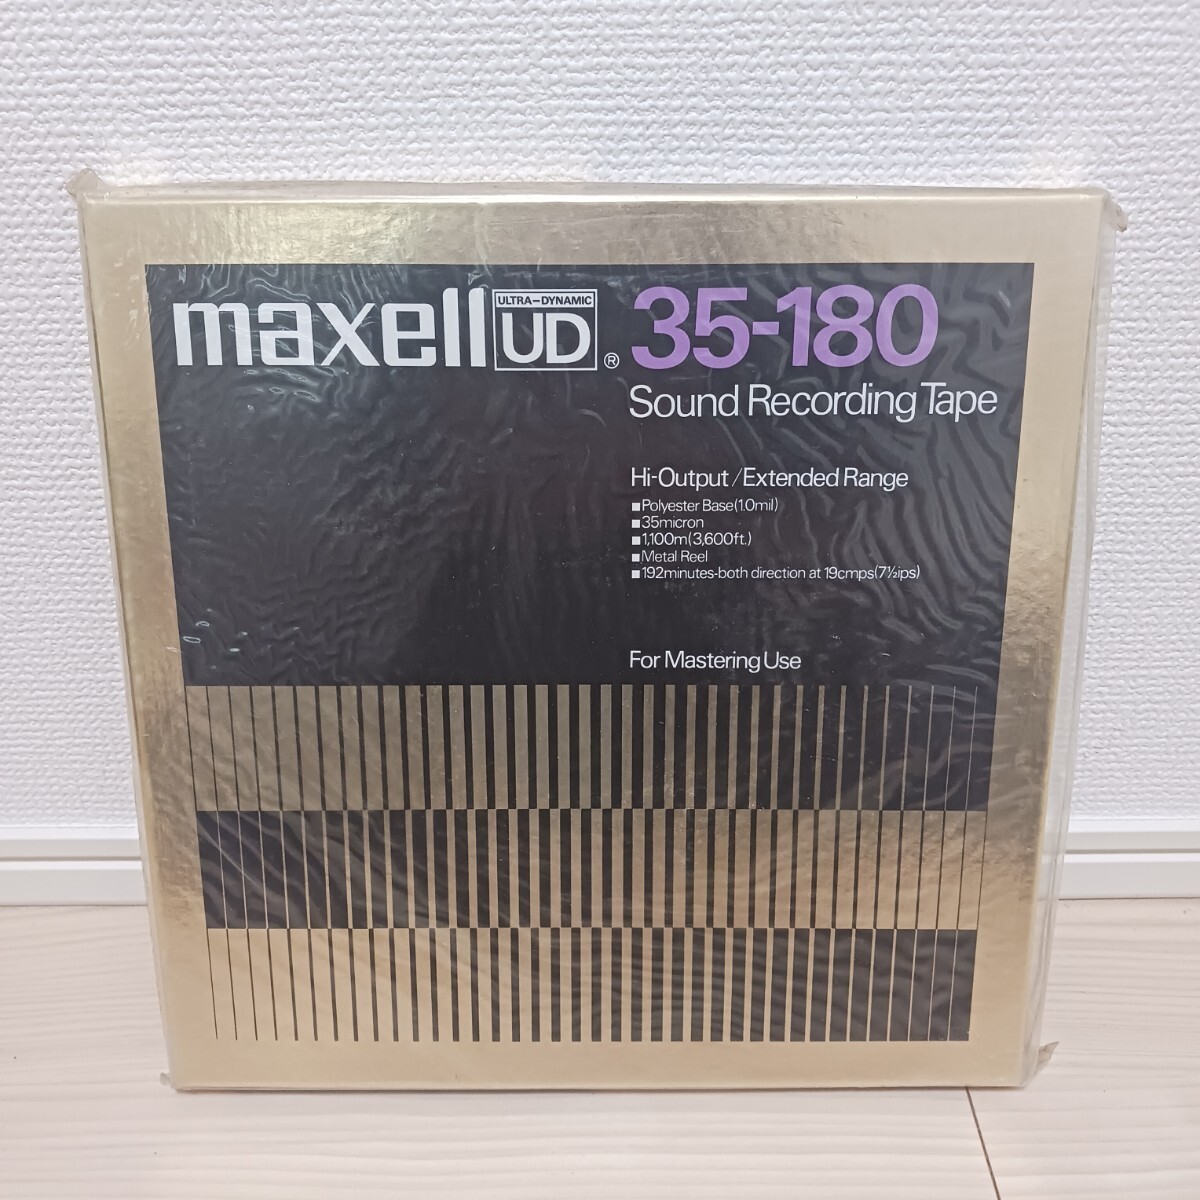 maxell ULTRA-DYNAMIC UD® 35-180
Sound Recording Tape
Hi-Output/Extended Range
■Polyester Base(1.0mil)
■35micron
■1,100m(3,600ft.)
■Metal Reel
■192minutes-both direction at 19cmps(7½ips)
For Mastering Use